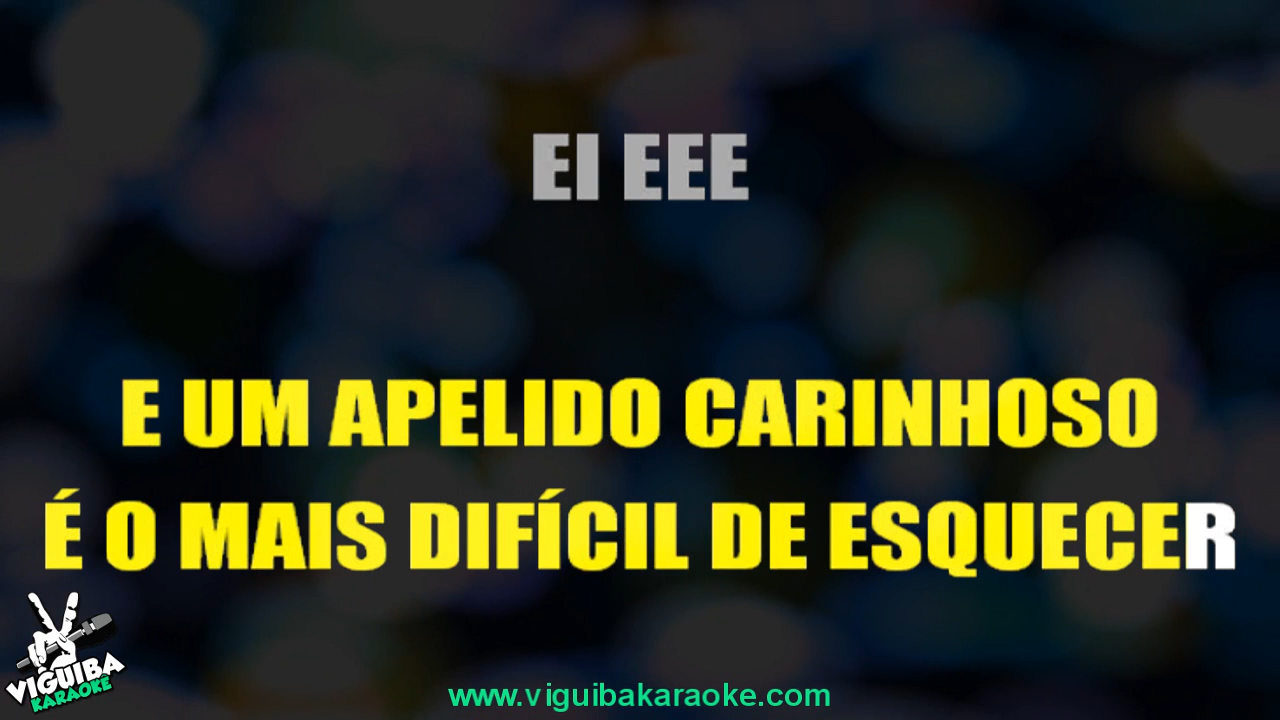 EI EEE
E UM APELIDO CARINHOSO
É O MAIS DIFÍCIL DE ESQUECER
VIGUIBA
KARAOKE
www.viguibakaraoke.com